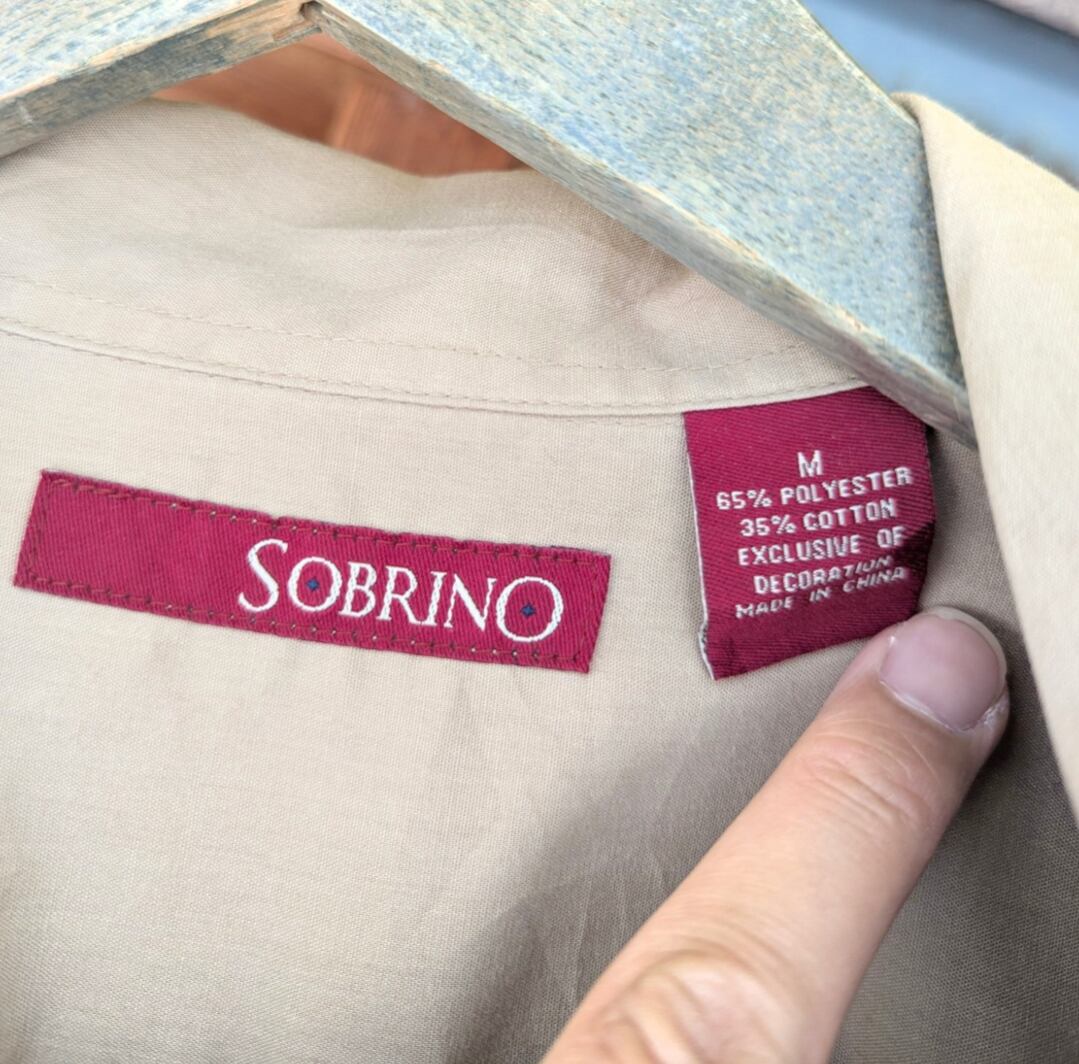 SOBRINO
M
65% POLYESTER
35% COTTON
EXCLUSIVE OF
DECORATION
MADE IN CHINA